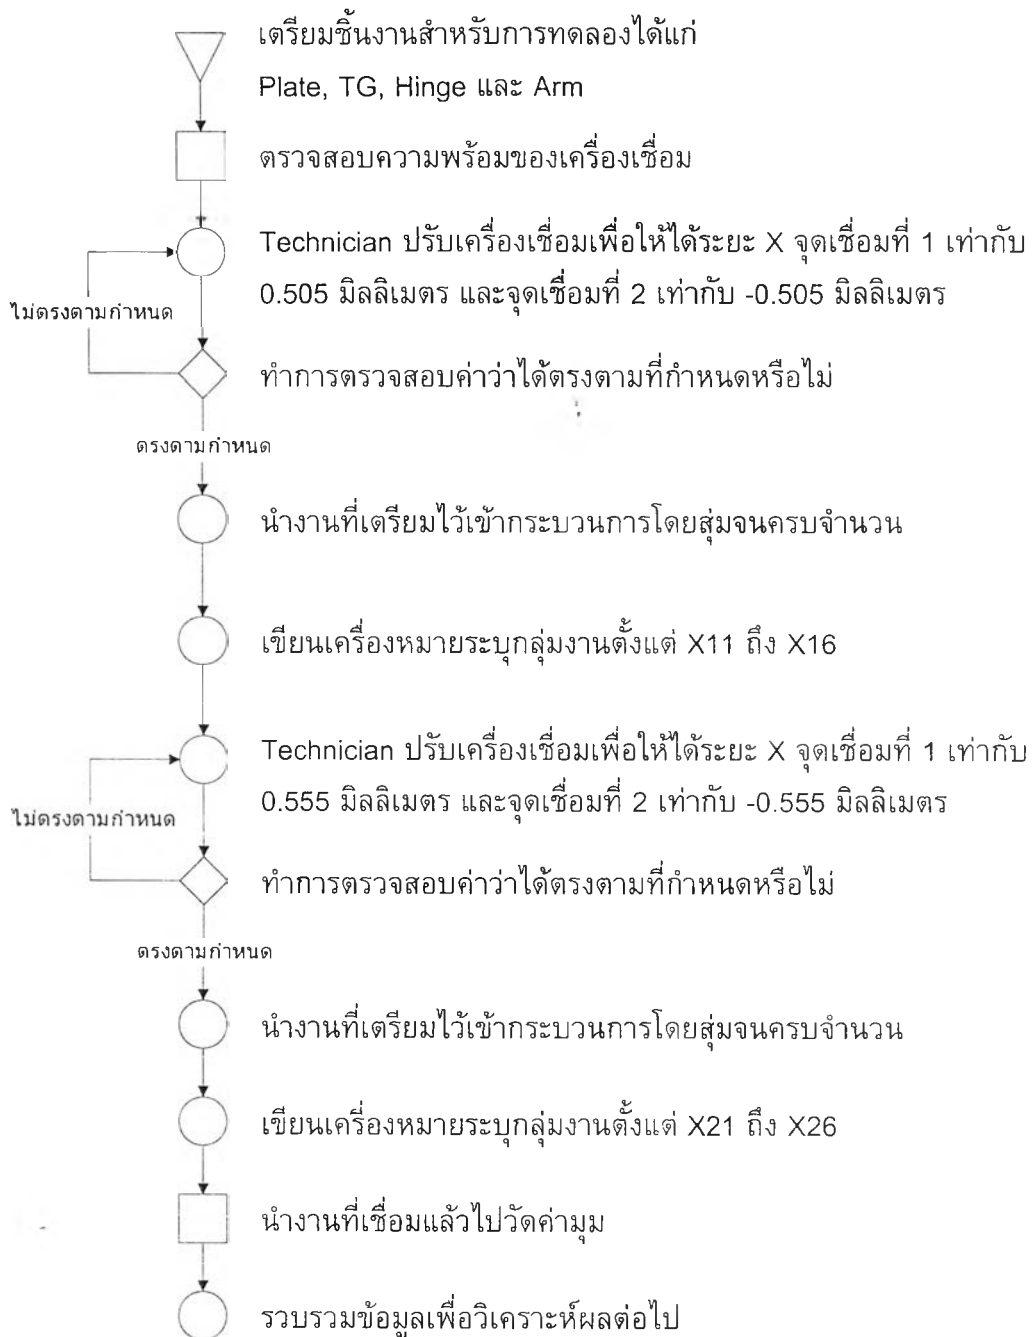 เตรียมชิ้นงานสำหรับการทดลองได้แก่
Plate, TG, Hinge และ Arm
ตรวจสอบความพร้อมของเครื่องเชื่อม
Technician ปรับเครื่องเชื่อมเพื่อให้ได้ระยะ X จุดเชื่อมที่ 1 เท่ากับ
0.505 มิลลิเมตร และจุดเชื่อมที่ 2 เท่ากับ -0.505 มิลลิเมตร
ไม่ตรงตามกำหนด
ทำการตรวจสอบค่าว่าได้ตรงตามที่กำหนดหรือไม่
ตรงตามกำหนด
นำงานที่เตรียมไว้เข้ากระบวนการโดยสุ่มจนครบจำนวน
เขียนเครื่องหมายระบุกลุ่มงานตั้งแต่ X11 ถึง X16
Technician ปรับเครื่องเชื่อมเพื่อให้ได้ระยะ X จุดเชื่อมที่ 1 เท่ากับ
0.555 มิลลิเมตร และจุดเชื่อมที่ 2 เท่ากับ -0.555 มิลลิเมตร
ไม่ตรงตามกำหนด
ทำการตรวจสอบค่าว่าได้ตรงตามที่กำหนดหรือไม่
ตรงตามกำหนด
นำงานที่เตรียมไว้เข้ากระบวนการโดยสุ่มจนครบจำนวน
เขียนเครื่องหมายระบุกลุ่มงานตั้งแต่ X21 ถึง X26
นำงานที่เชื่อมแล้วไปวัดค่ามุม
รวบรวมข้อมูลเพื่อวิเคราะห์ผลต่อไป